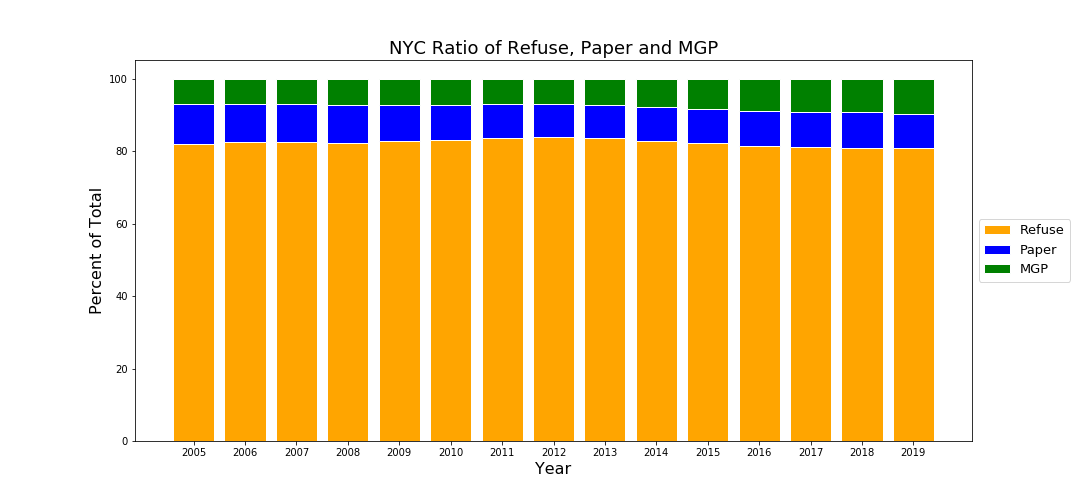 NYC Ratio of Refuse, Paper and MGP
Percent of Total
100
80
60
40
20
0
2005 2006 2007 2008 2009 2010 2011 2012 2013 2014 2015 2016 2017 2018 2019
Year
Refuse
Paper
MGP